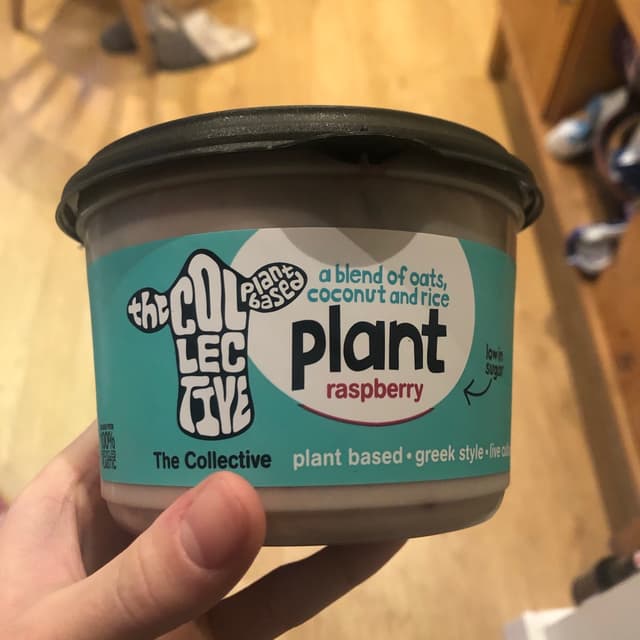 the
COL
LEC
TIVE
plant
based
The Collective
a blend of oats,
coconut and rice
plant
raspberry
low in
sugar
plant based • greek style • live
100%